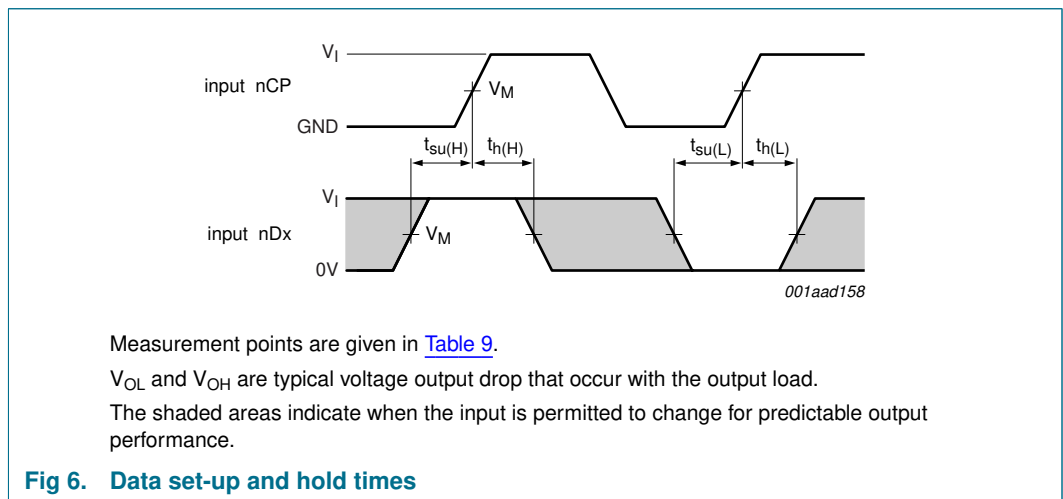 VI
input nCP
VM
GND
tsu(H) th(H) tsu(L) th(L)
VI
input nDx
VM
0V
001aad158
Measurement points are given in Table 9.
VOL and VOH are typical voltage output drop that occur with the output load.
The shaded areas indicate when the input is permitted to change for predictable output
performance.
Fig 6. Data set-up and hold times